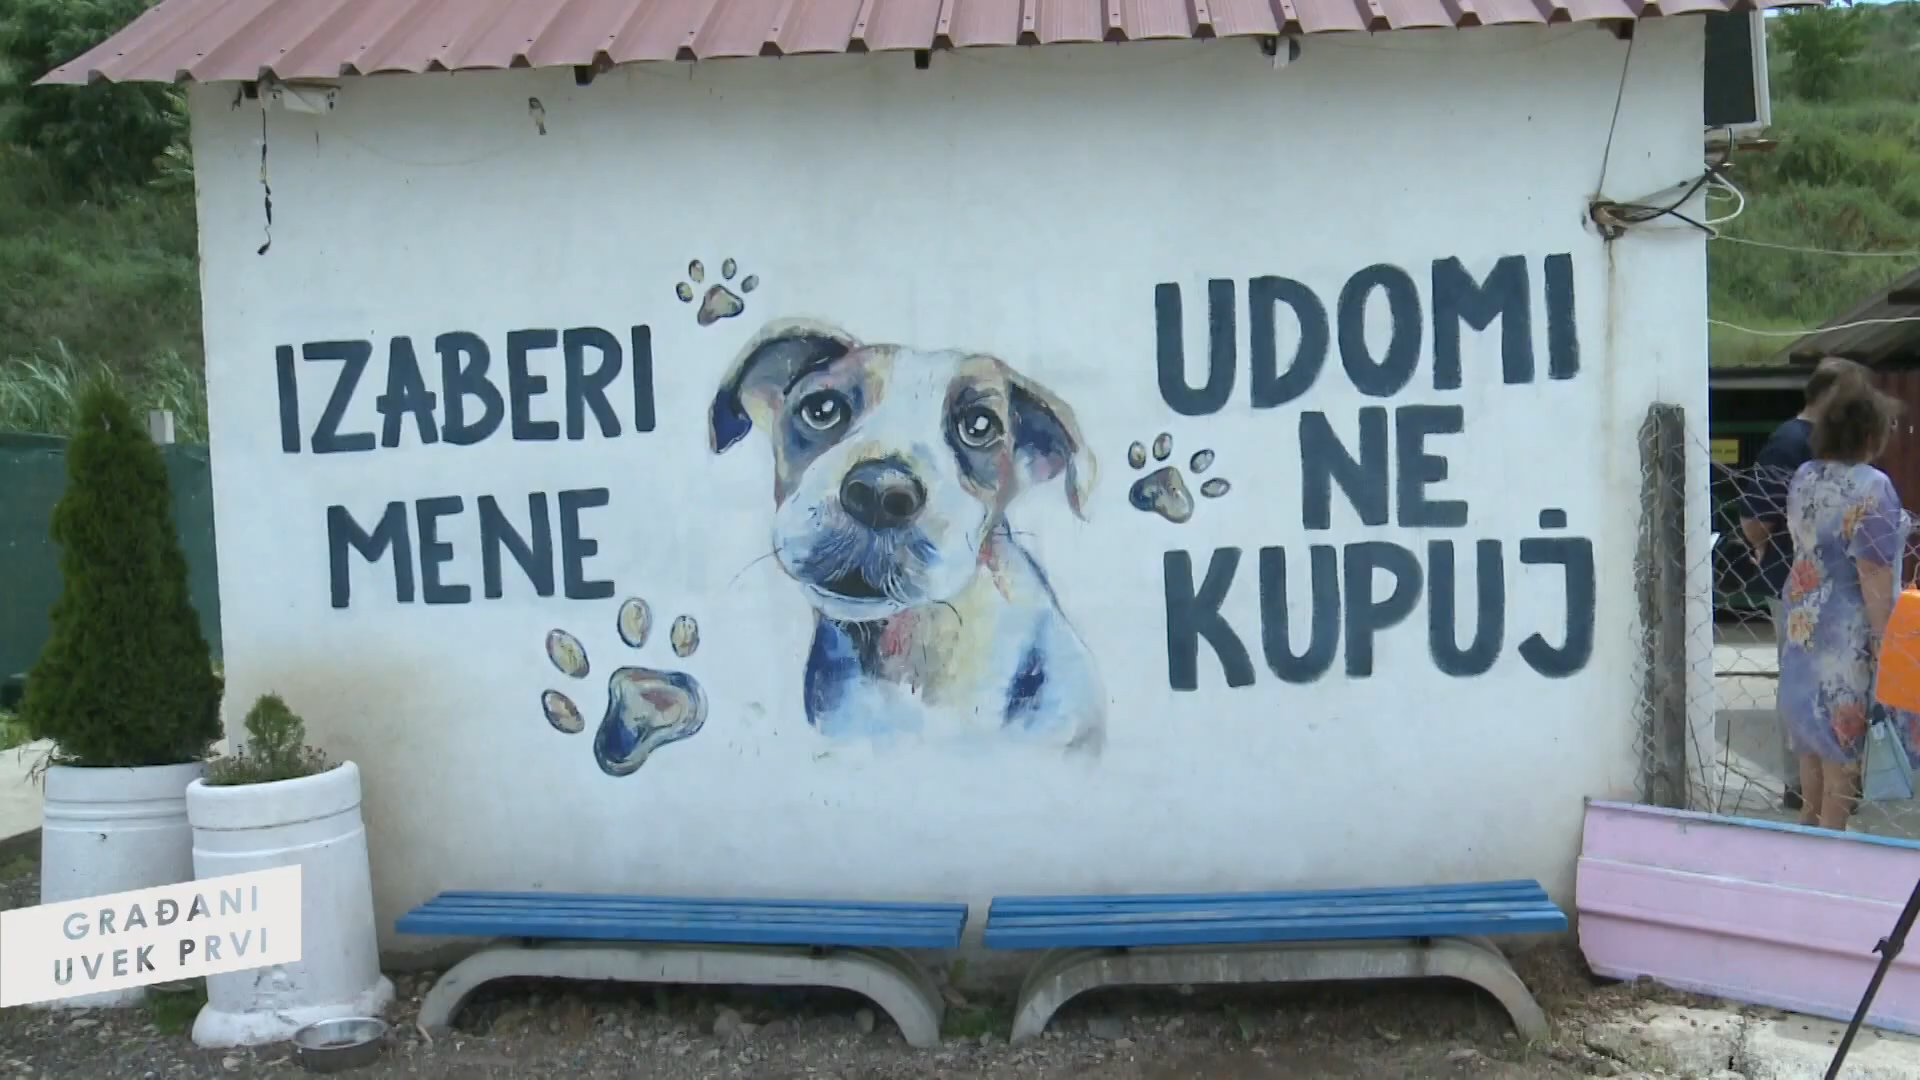 IZABERI
MENE
UDOMI
NE
KUPUJ
GRAĐANI
UVEK PRVI